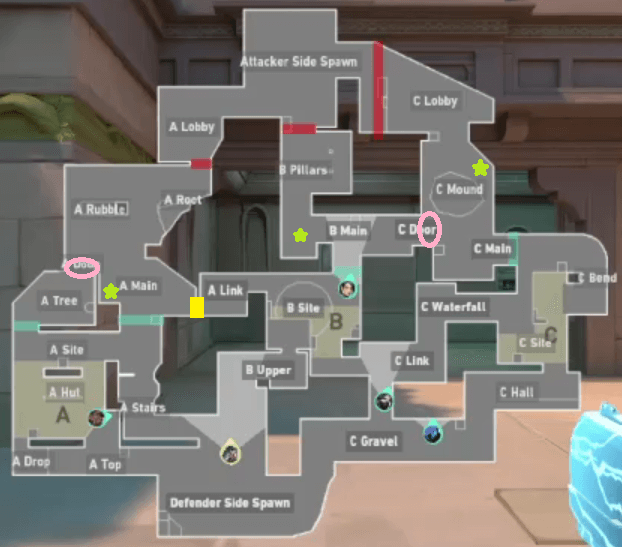 Attacker Side Spawn
C Lobby
A Lobby
B Pillars
C Mound
A Rubble
A Root
B Main
C Door
C Main
A Main
A Link
C Bend
A Tree
B Site
C Waterfall
B
C
A Site
C Site
C Link
B Upper
A Hut
C Hall
A
A Stairs
C Gravel
A Drop
A Top
Defender Side Spawn